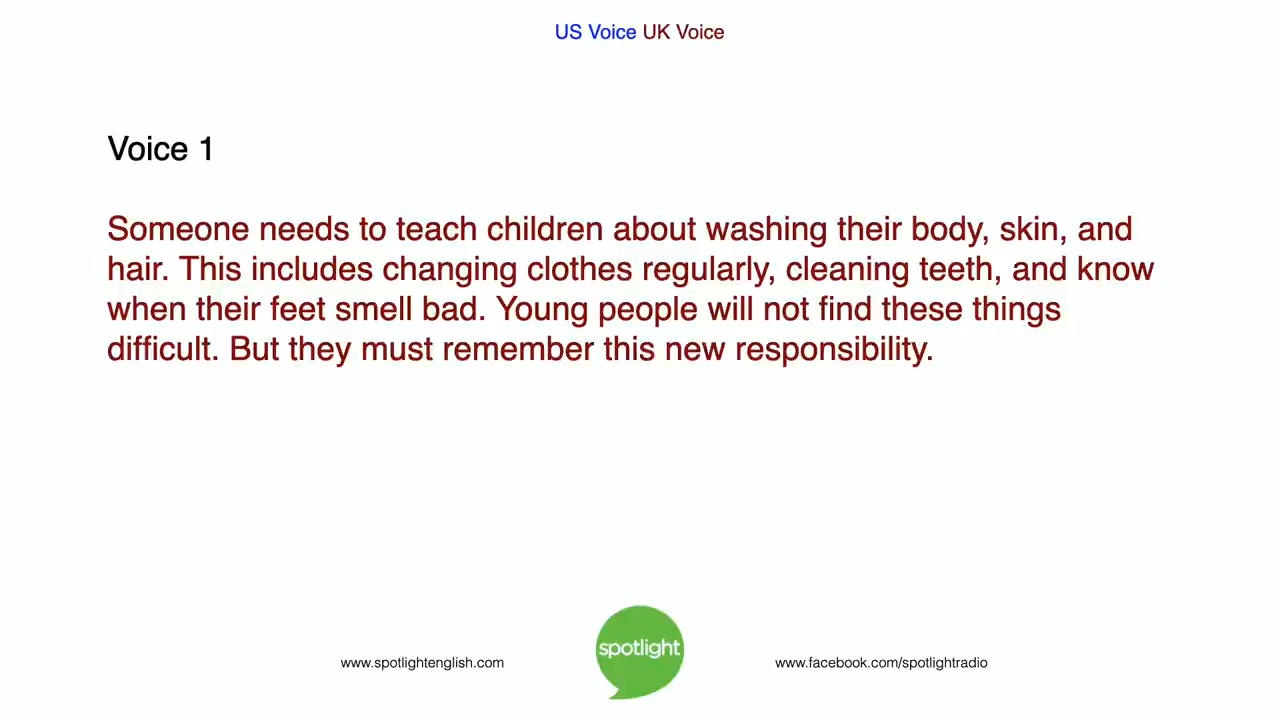 US Voice UK Voice
Voice 1
Someone needs to teach children about washing their body, skin, and
hair. This includes changing clothes regularly, cleaning teeth, and know
when their feet smell bad. Young people will not find these things
difficult. But they must remember this new responsibility.
spotlight
www.spotlightenglish.com
www.facebook.com/spotlightradio